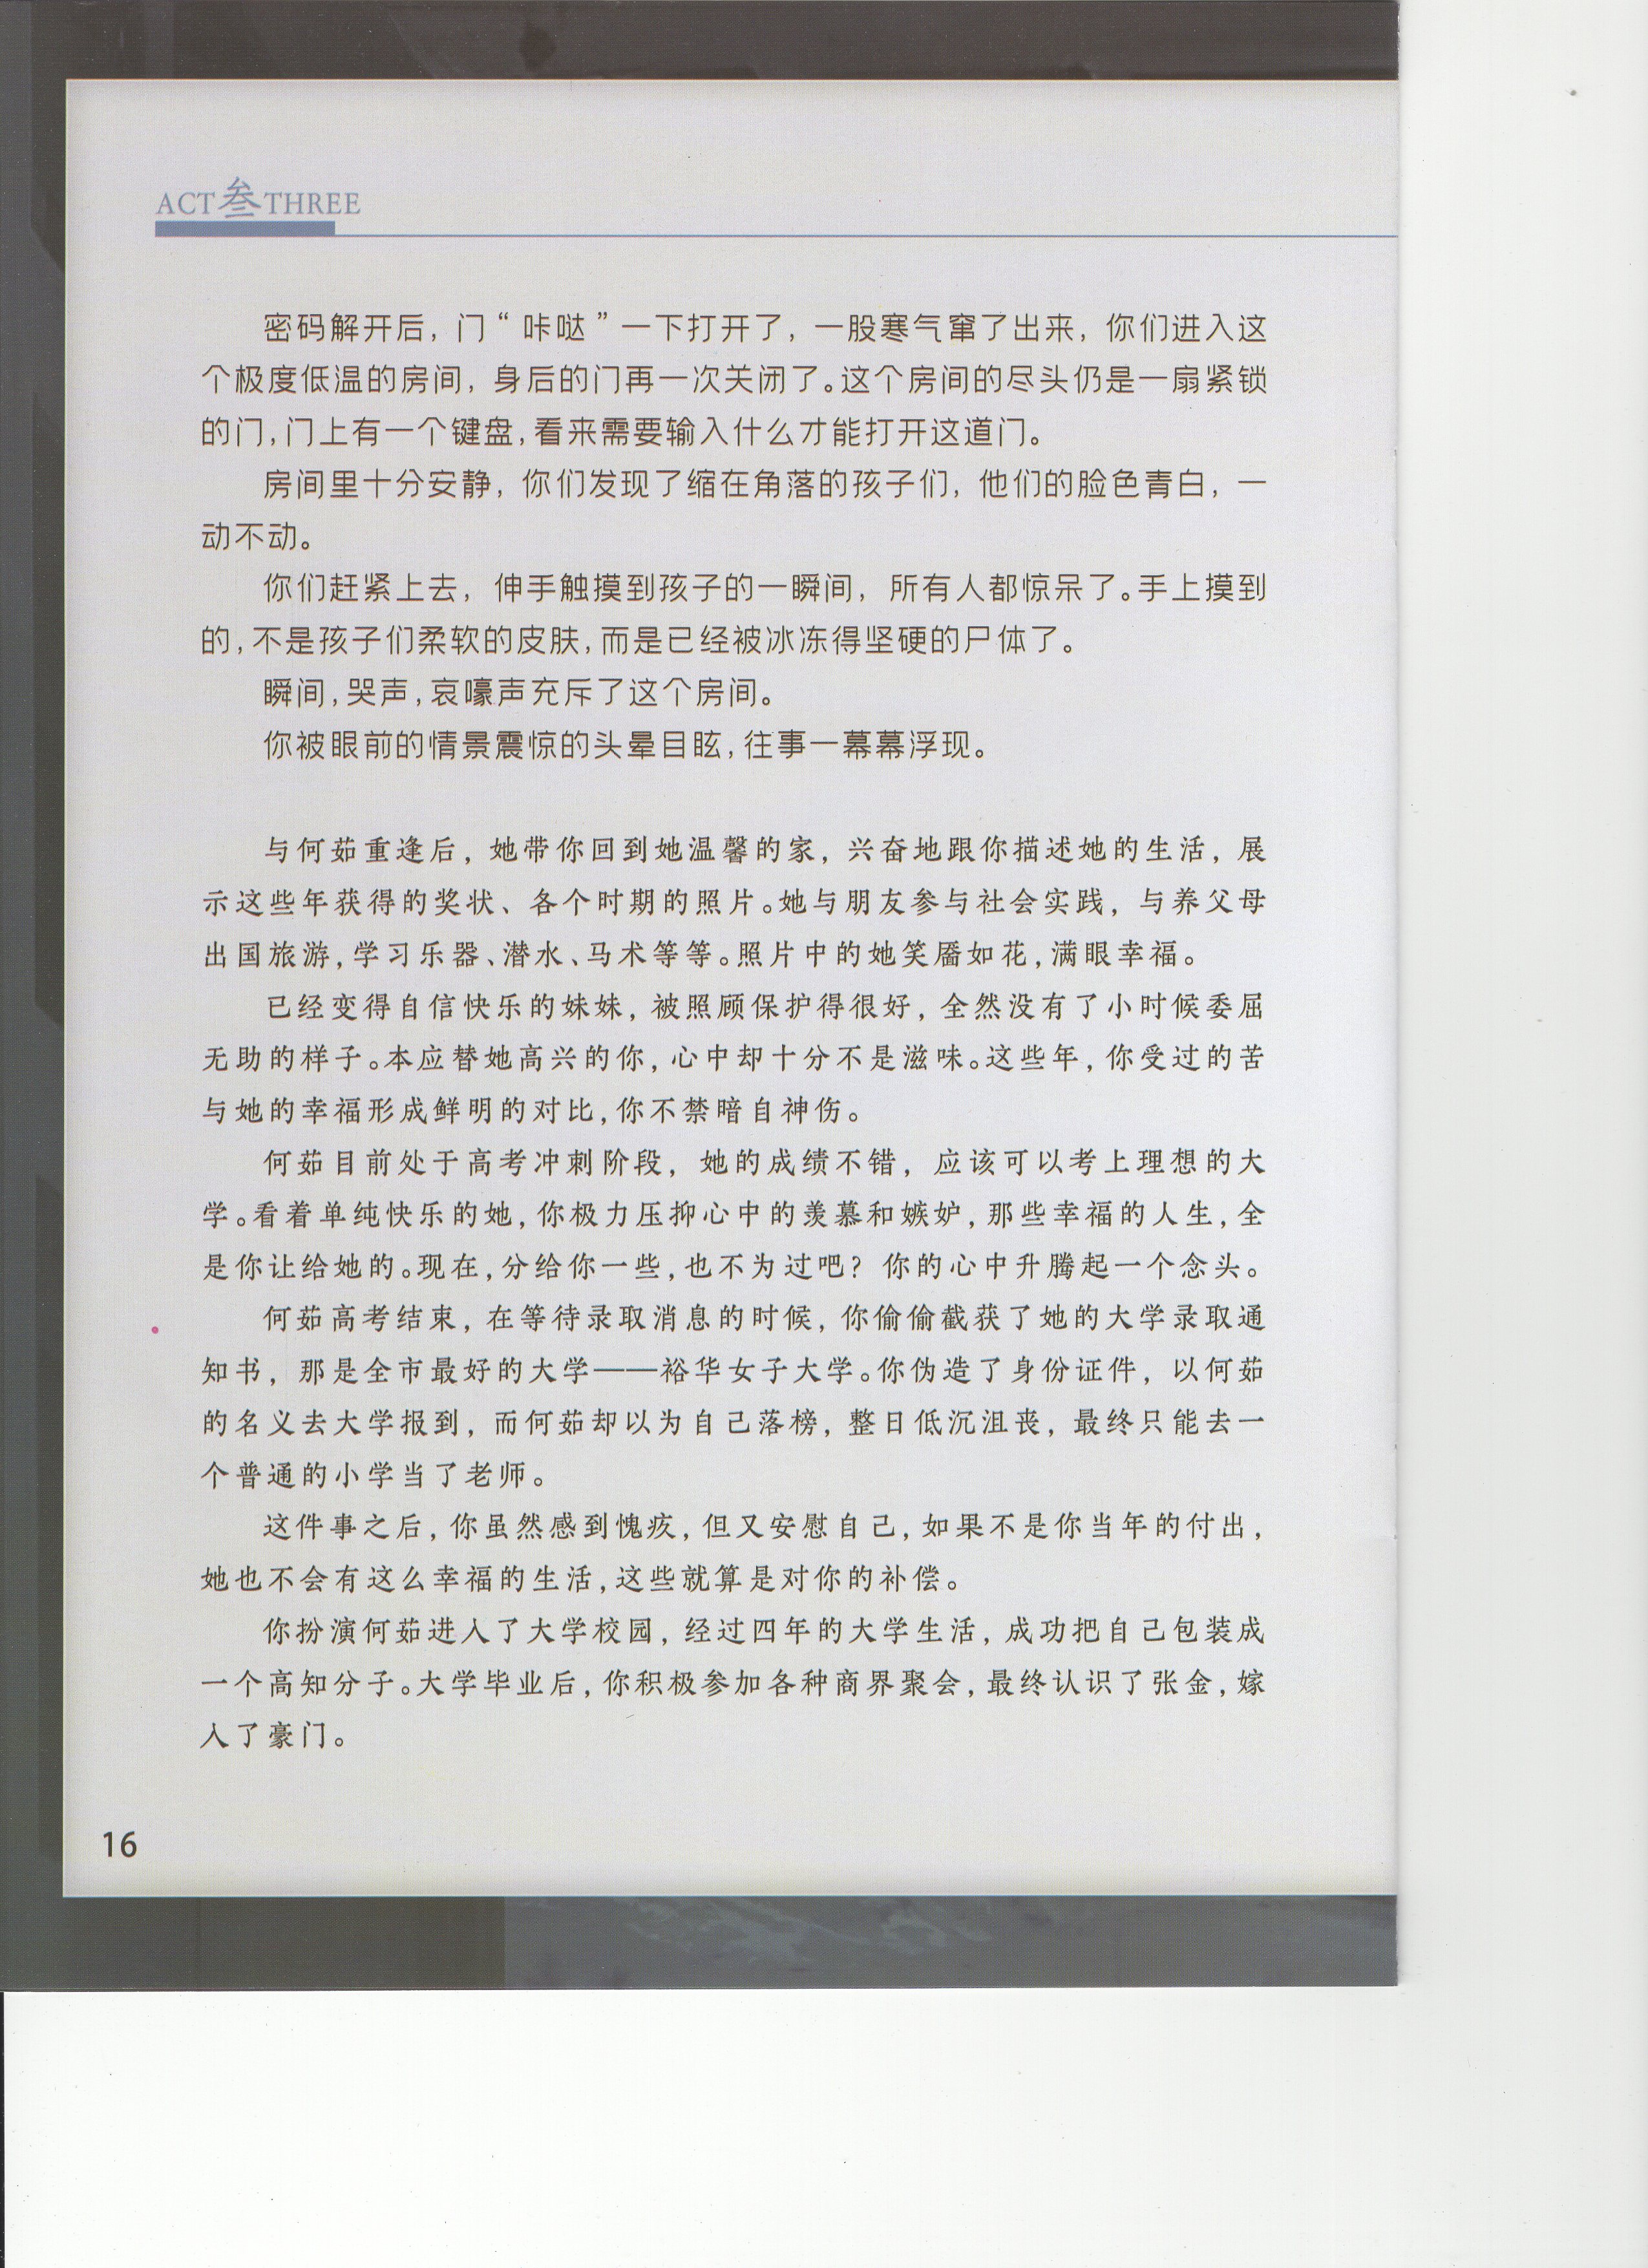 ACT叁THREE
密码解开后，门“咔哒”一下打开了，一股寒气窜了出来，你们进入这
个极度低温的房间，身后的门再一次关闭了。这个房间的尽头仍是一扇紧锁
的门，门上有一个键盘，看来需要输入什么才能打开这道门。
房间里十分安静，你们发现了缩在角落的孩子们，他们的脸色青白，一
动不动。
你们赶紧上去，伸手触摸到孩子的一瞬间，所有人都惊呆了。手上摸到
的，不是孩子们柔软的皮肤，而是已经被冰冻得坚硬的尸体了。
瞬间，哭声，哀嚎声充斥了这个房间。
你被眼前的情景震惊的头晕目眩，往事一幕幕浮现。
与何茹重逢后，她带你回到她温馨的家，兴奋地跟你描述她的生活，展
示这些年获得的奖状、各个时期的照片。她与朋友参与社会实践，与养父母
出国旅游，学习乐器、潜水、马术等等。照片中的她笑靥如花，满眼幸福。
已经变得自信快乐的妹妹，被照顾保护得很好，全然没有了小时候委屈
无助的样子。本应替她高兴的你，心中却十分不是滋味。这些年，你受过的苦
与她的幸福形成鲜明的对比，你不禁暗自神伤。
何茹目前处于高考冲刺阶段，她的成绩不错，应该可以考上理想的大
学。看着单纯快乐的她，你极力压抑心中的羡慕和嫉妒，那些幸福的人生，全
是你让给她的。现在，分给你一些，也不为过吧？你的心中升腾起一个念头。
何茹高考结束，在等待录取消息的时候，你偷偷截获了她的大学录取通
知书，那是全市最好的大学——裕华女子大学。你伪造了身份证件，以何茹
的名义去大学报到，而何茹却以为自己落榜，整日低沉沮丧，最终只能去一
个普通的小学当了老师。
这件事之后，你虽然感到愧疚，但又安慰自己，如果不是你当年的付出，
她也不会有这么幸福的生活，这些就算是对你的补偿。
你扮演何茹进入了大学校园，经过四年的大学生活，成功把自己包装成
一个高知分子。大学毕业后，你积极参加各种商界聚会，最终认识了张金，嫁
入了豪门。
16